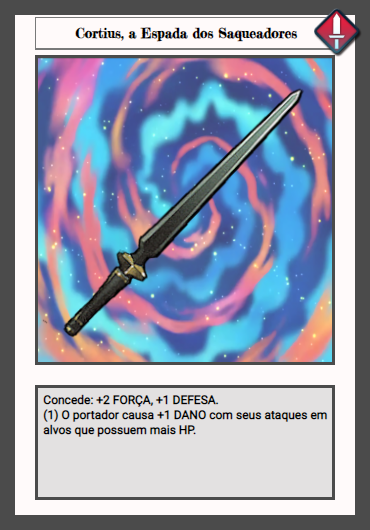 Cortius, a Espada dos Saqueadores
Concede: +2 FORÇA, +1 DEFESA.
(1) O portador causa +1 DANO com seus ataques em
alvos que possuem mais HP.